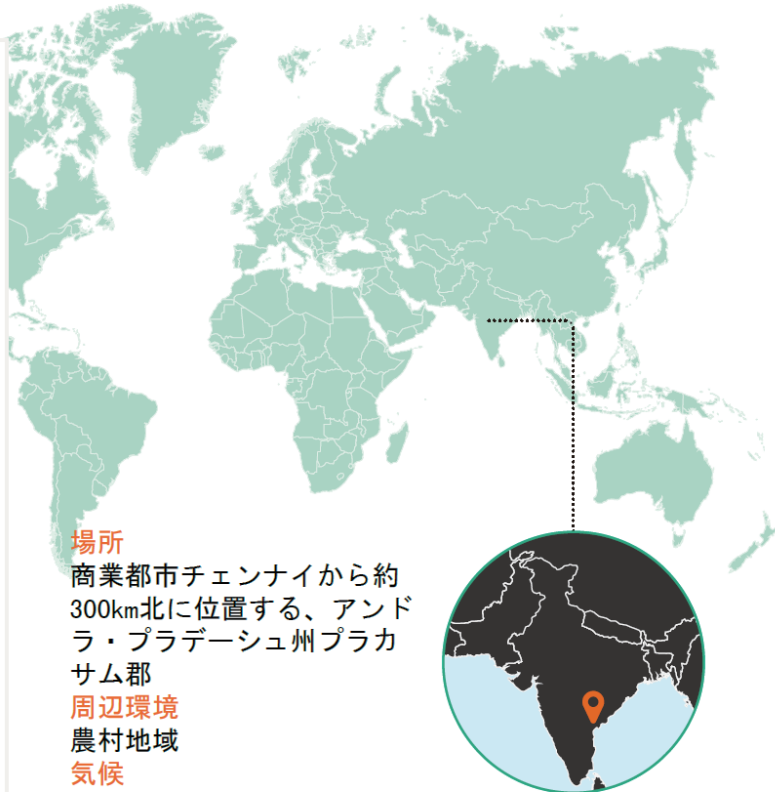 場所
商業都市チェンナイから約
300km北に位置する、アンド
ラ・プラデーシュ州プラカ
サム郡
周辺環境
農村地域
気候